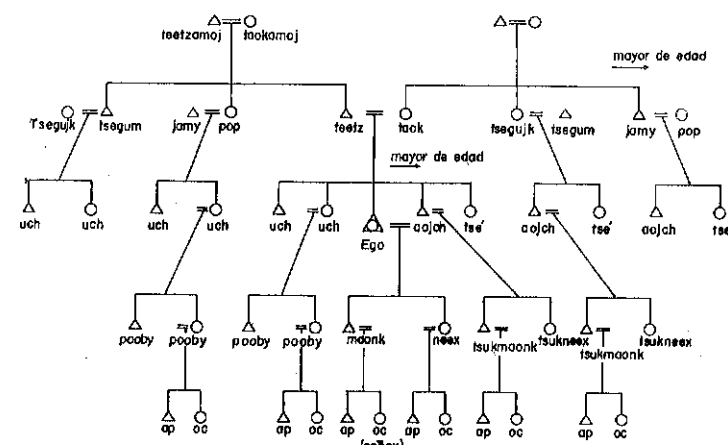 teetzamoj taakamoj
mayor de edad
Tsegujk tsegum jamy pop teetz taak tsegujk tsegum jamy pop
mayor de edad
uch uch uch uch uch uch Ego aajch tse' aajch tse' aajch tse'
pooby pooby pooby pooby maank neex tsukmaank tsukneex tsukmaank tsukneex
ap oc ap oc ap oc ap oc ap oc ap oc